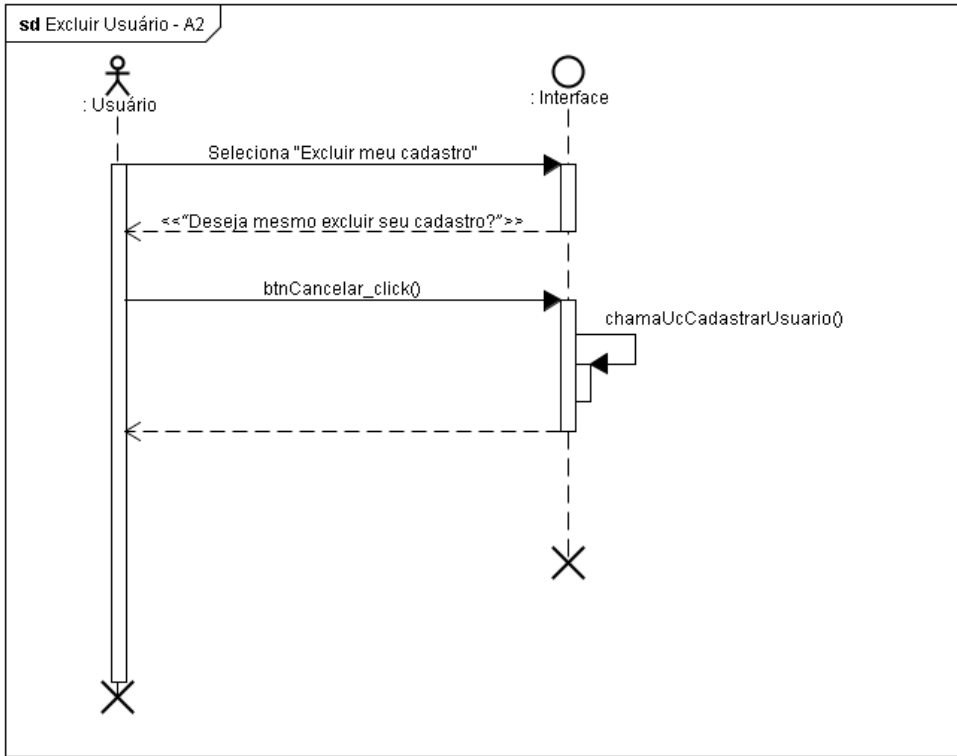 sd Excluir Usuário - A2
: Usuário
: Interface
Seleciona "Excluir meu cadastro"
<<"Deseja mesmo excluir seu cadastro?">>
btnCancelar_click()
chamaUcCadastrarUsuario()